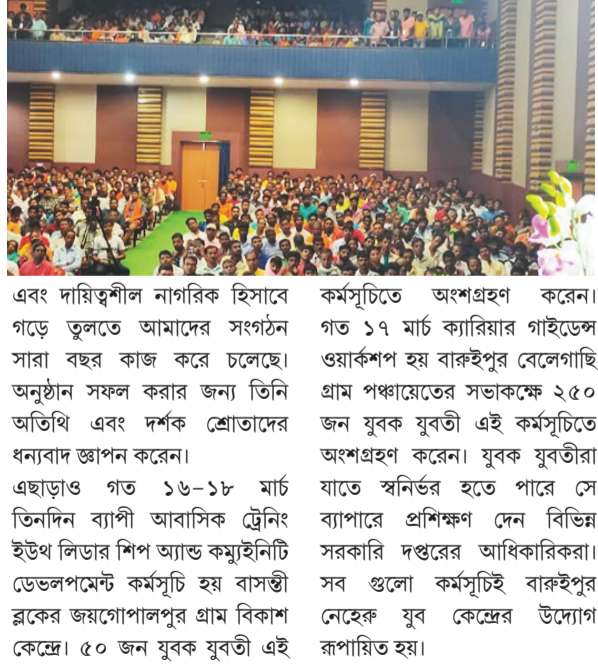 এবং দায়িত্বশীল নাগরিক হিসাবে
গড়ে তুলতে আমাদের সংগঠন
সারা বছর কাজ করে চলেছে।
অনুষ্ঠান সফল করার জন্য তিনি
অতিথি এবং দর্শক শ্রোতাদের
ধন্যবাদ জ্ঞাপন করেন।
এছাড়াও গত ১৬–১৮ মার্চ
তিনদিন ব্যাপী আবাসিক ট্রেনিং
ইউথ লিডার শিপ অ্যান্ড কম্যুইনিটি
ডেভলপমেন্ট কর্মসূচি হয় বাসন্তী
ব্লকের জয়গোপালপুর গ্রাম বিকাশ
কেন্দ্রে। ৫০ জন যুবক যুবতী এই
কর্মসূচিতে অংশগ্রহণ করেন।
গত ১৭ মার্চ ক্যারিয়ার গাইডেন্স
ওয়ার্কশপ হয় বারুইপুর বেলেগাছি
গ্রাম পঞ্চায়েতের সভাকক্ষে ২৫০
জন যুবক যুবতী এই কর্মসূচিতে
অংশগ্রহণ করেন। যুবক যুবতীরা
যাতে স্বনির্ভর হতে পারে সে
ব্যাপারে প্রশিক্ষণ দেন বিভিন্ন
সরকারি দপ্তরের আধিকারিকরা।
সব গুলো কর্মসূচিই বারুইপুর
নেহেরু যুব কেন্দ্রের উদ্যোগ
রূপায়িত হয়।